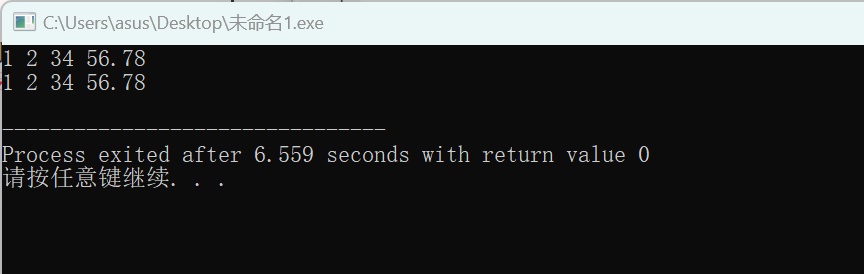 C:\Users\asus\Desktop\未命名1.exe
1 2 34 56.78
1 2 34 56.78
--------------------------------
Process exited after 6.559 seconds with return value 0
请按任意键继续. . .